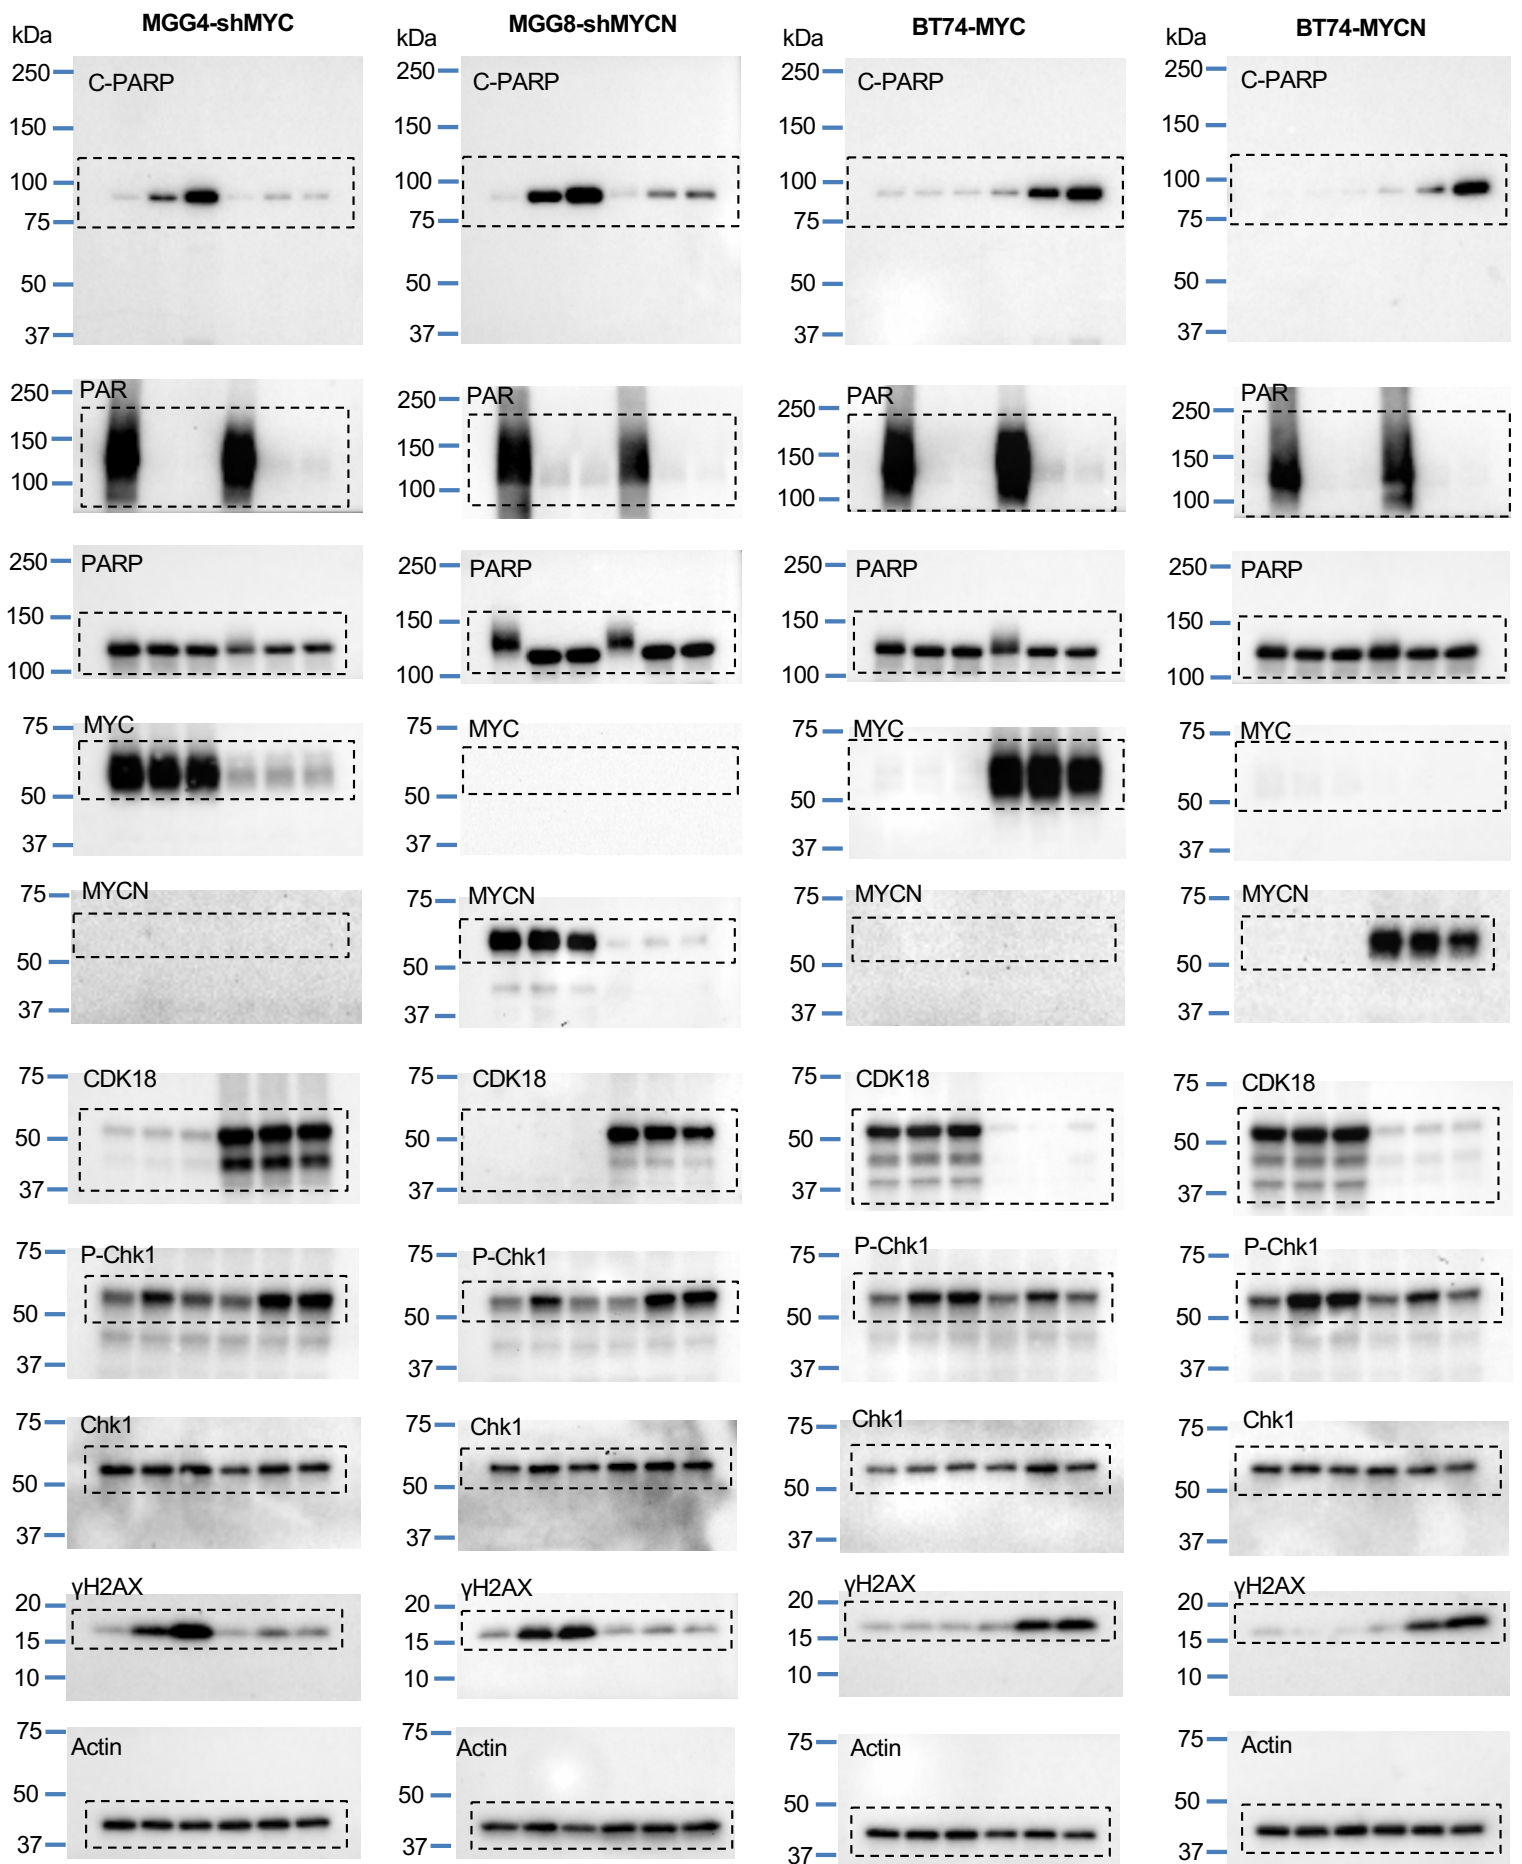 MGG4-shMYC MGG8-shMYCN BT74-MYC BT74-MYCN
kDa kDa kDa kDa
250 C-PARP 250 C-PARP 250 C-PARP 250 C-PARP
150 150 150 150
100 100 100 100
75 75 75 75
50 50 50 50
37 37 37 37
250 PAR 250 PAR 250 PAR 250 PAR
150 150 150 150
100 100 100 100
250 PARP 250 PARP 250 PARP 250 PARP
150 150 150 150
100 100 100 100
75 MYC 75 MYC 75 MYC 75 MYC
50 50 50 50
37 37 37 37
75 MYCN 75 MYCN 75 MYCN 75 MYCN
50 50 50 50
37 37 37 37
75 CDK18 75 CDK18 75 CDK18 75 CDK18
50 50 50 50
37 37 37 37
75 P-Chk1 75 P-Chk1 75 P-Chk1 75 P-Chk1
50 50 50 50
37 37 37 37
75 Chk1 75 Chk1 75 Chk1 75 Chk1
50 50 50 50
37 37 37 37
20 γH2AX 20 γH2AX 20 γH2AX 20 γH2AX
15 15 15 15
10 10 10 10
75 Actin 75 Actin 75 Actin 75 Actin
50 50 50 50
37 37 37 37